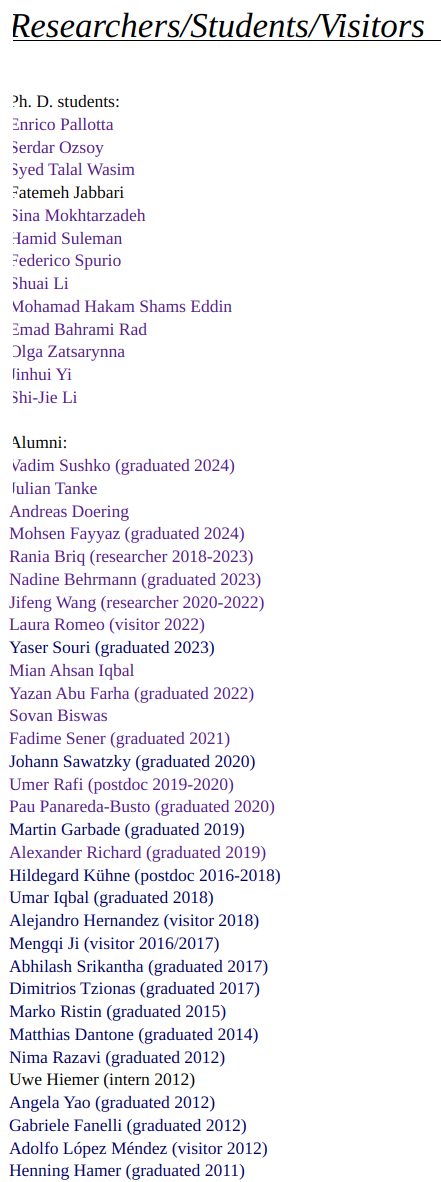 Researchers/Students/Visitors
Ph. D. students:
Enrico Pallotta
Serdar Ozsoy
Syed Talal Wasim
Fatemeh Jabbari
Sina Mokhtarzadeh
Hamid Suleman
Federico Spurio
Shuai Li
Mohamad Hakam Shams Eddin
Emad Bahrami Rad
Olga Zatsarynna
Jinhui Yi
Shi-Jie Li
Alumni:
Vadim Sushko (graduated 2024)
Julian Tanke
Andreas Doering
Mohsen Fayyaz (graduated 2024)
Rania Briq (researcher 2018-2023)
Nadine Behrmann (graduated 2023)
Jifeng Wang (researcher 2020-2022)
Laura Romeo (visitor 2022)
Yaser Souri (graduated 2023)
Mian Ahsan Iqbal
Yazan Abu Farha (graduated 2022)
Sovan Biswas
Fadime Sener (graduated 2021)
Johann Sawatzky (graduated 2020)
Umer Rafi (postdoc 2019-2020)
Pau Panareda-Busto (graduated 2020)
Martin Garbade (graduated 2019)
Alexander Richard (graduated 2019)
Hildegard Kühne (postdoc 2016-2018)
Umar Iqbal (graduated 2018)
Alejandro Hernandez (visitor 2018)
Mengqi Ji (visitor 2016/2017)
Abhilash Srikantha (graduated 2017)
Dimitrios Tzionas (graduated 2017)
Marko Ristin (graduated 2015)
Matthias Dantone (graduated 2014)
Nima Razavi (graduated 2012)
Uwe Hiemer (intern 2012)
Angela Yao (graduated 2012)
Gabriele Fanelli (graduated 2012)
Adolfo López Méndez (visitor 2012)
Henning Hamer (graduated 2011)